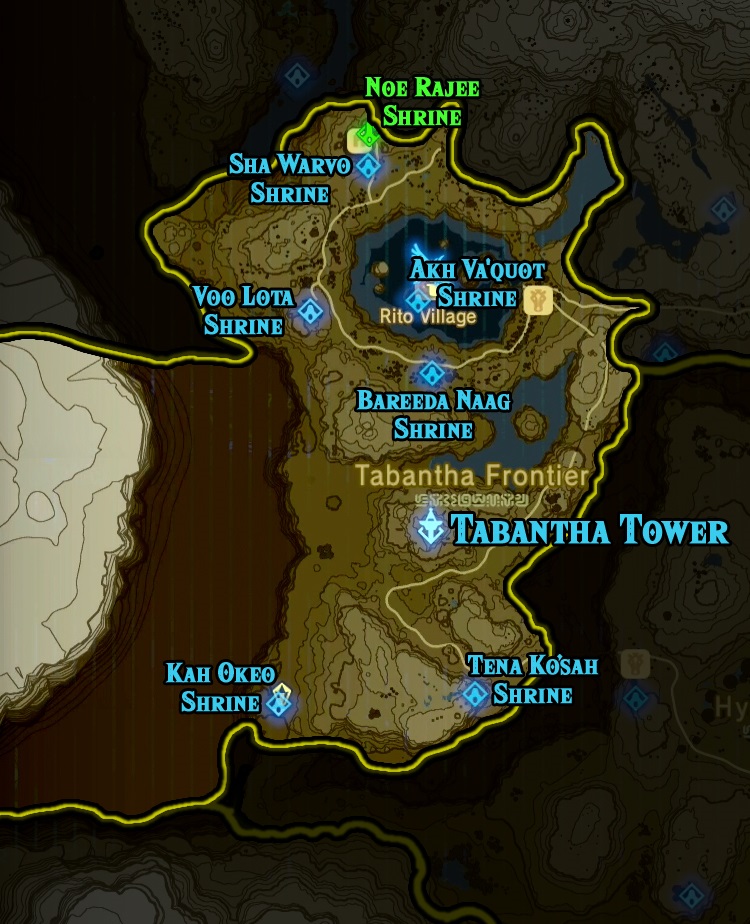 Noe Rajee
Shrine
Sha Warvo
Shrine
Akh Va'quot
Shrine
Voo Lota
Shrine
Rito Village
Bareeda Naag
Shrine
Tabantha Frontier
Tabantha Tower
Kah Okeo
Shrine
Tena Ko'sah
Shrine
Hy